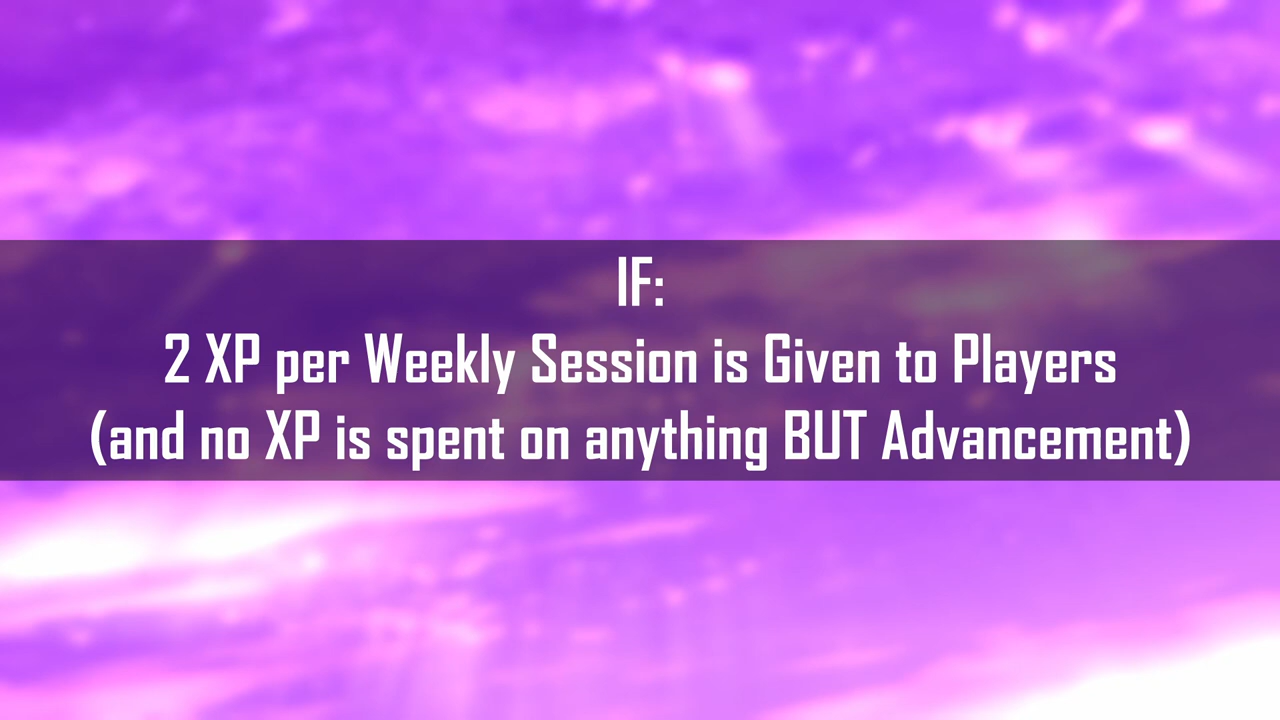 IF:
2 XP per Weekly Session is Given to Players
(and no XP is spent on anything BUT Advancement)